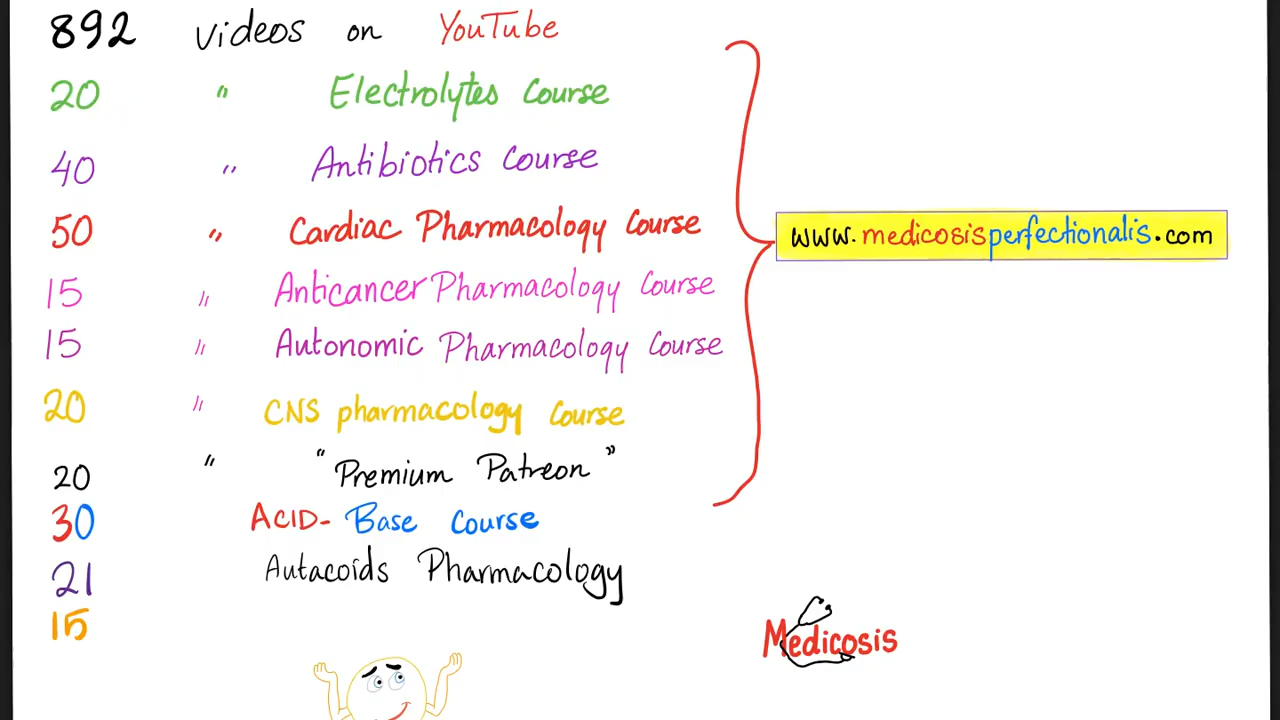 892 videos on YouTube
20 " Electrolytes Course
40 " Antibiotics Course
50 " Cardiac Pharmacology Course
15 " Anticancer Pharmacology Course
15 " Autonomic Pharmacology Course
20 " CNS pharmacology Course
20 " "Premium Patreon"
30 ACID-Base Course
21 Autacoids Pharmacology
15
www.medicosisperfectionalis.com
Medicosis